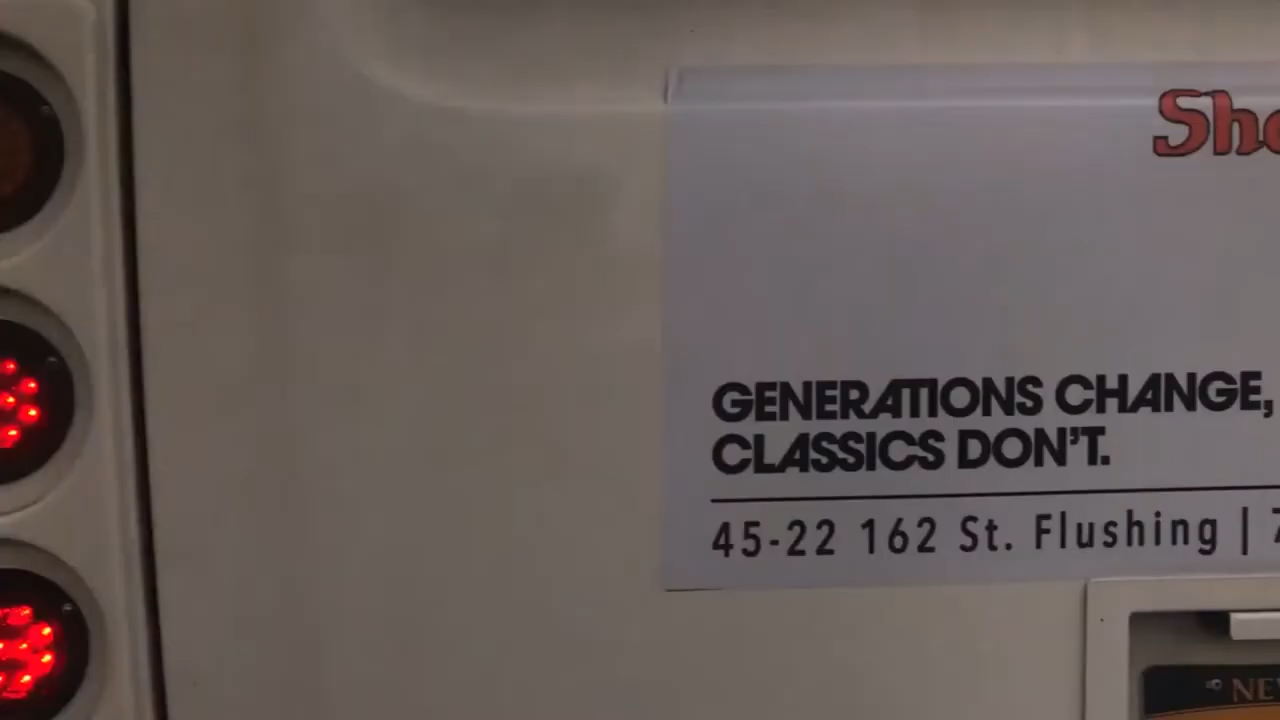 GENERATIONS CHANGE,
CLASSICS DON'T.
45-22 162 St. Flushing |